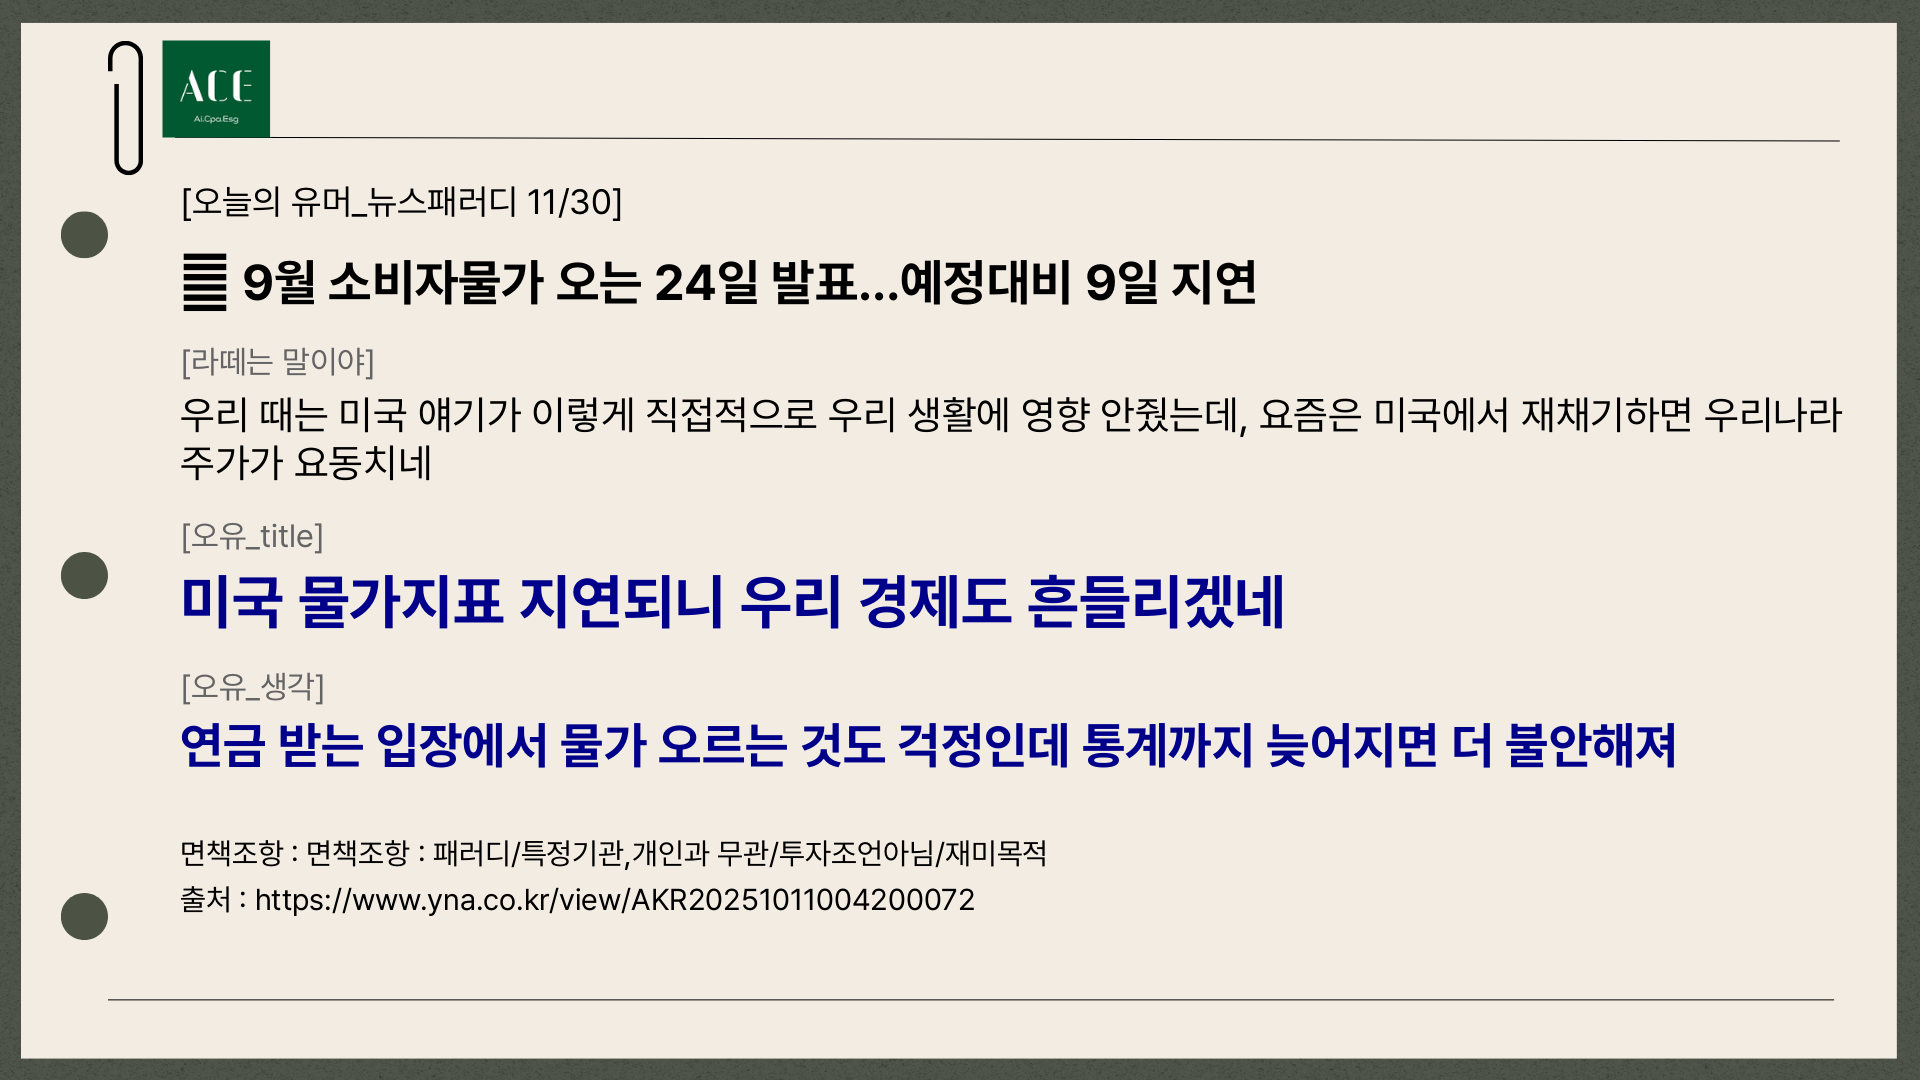 ACE
Ai.Cpa.Esg
[오늘의 유머_뉴스패러디 11/30]
䷀ 9월 소비자물가 오는 24일 발표...예정대비 9일 지연
[라떼는 말이야]
우리 때는 미국 얘기가 이렇게 직접적으로 우리 생활에 영향 안줬는데, 요즘은 미국에서 재채기하면 우리나라
주가가 요동치네
[오유_title]
미국 물가지표 지연되니 우리 경제도 흔들리겠네
[오유_생각]
연금 받는 입장에서 물가 오르는 것도 걱정인데 통계까지 늦어지면 더 불안해져
면책조항 : 면책조항 : 패러디/특정기관,개인과 무관/투자조언아님/재미목적
출처 : https://www.yna.co.kr/view/AKR20251011004200072